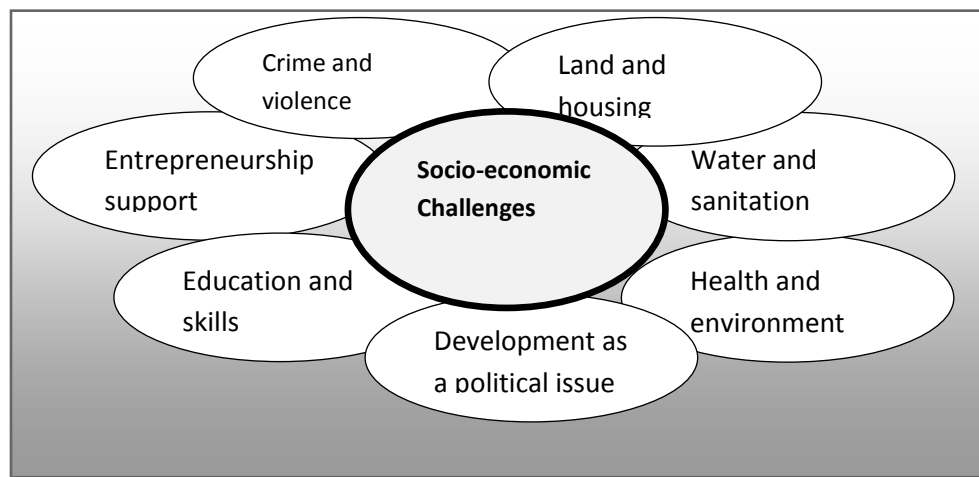 Crime and
violence
Land and
housing
Entrepreneurship
support
Socio-economic
Challenges
Water and
sanitation
Education and
skills
Health and
environment
Development as
a political issue